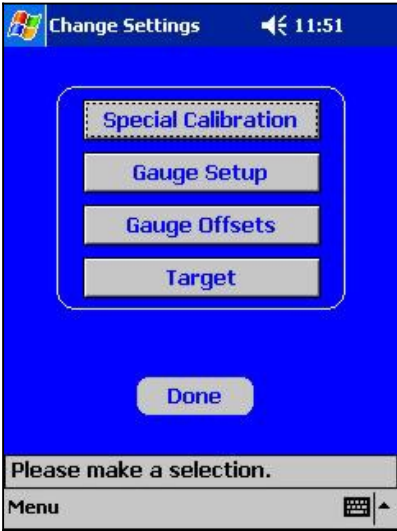 Change Settings 11:51
Special Calibration
Gauge Setup
Gauge Offsets
Target
Done
Please make a selection.
Menu